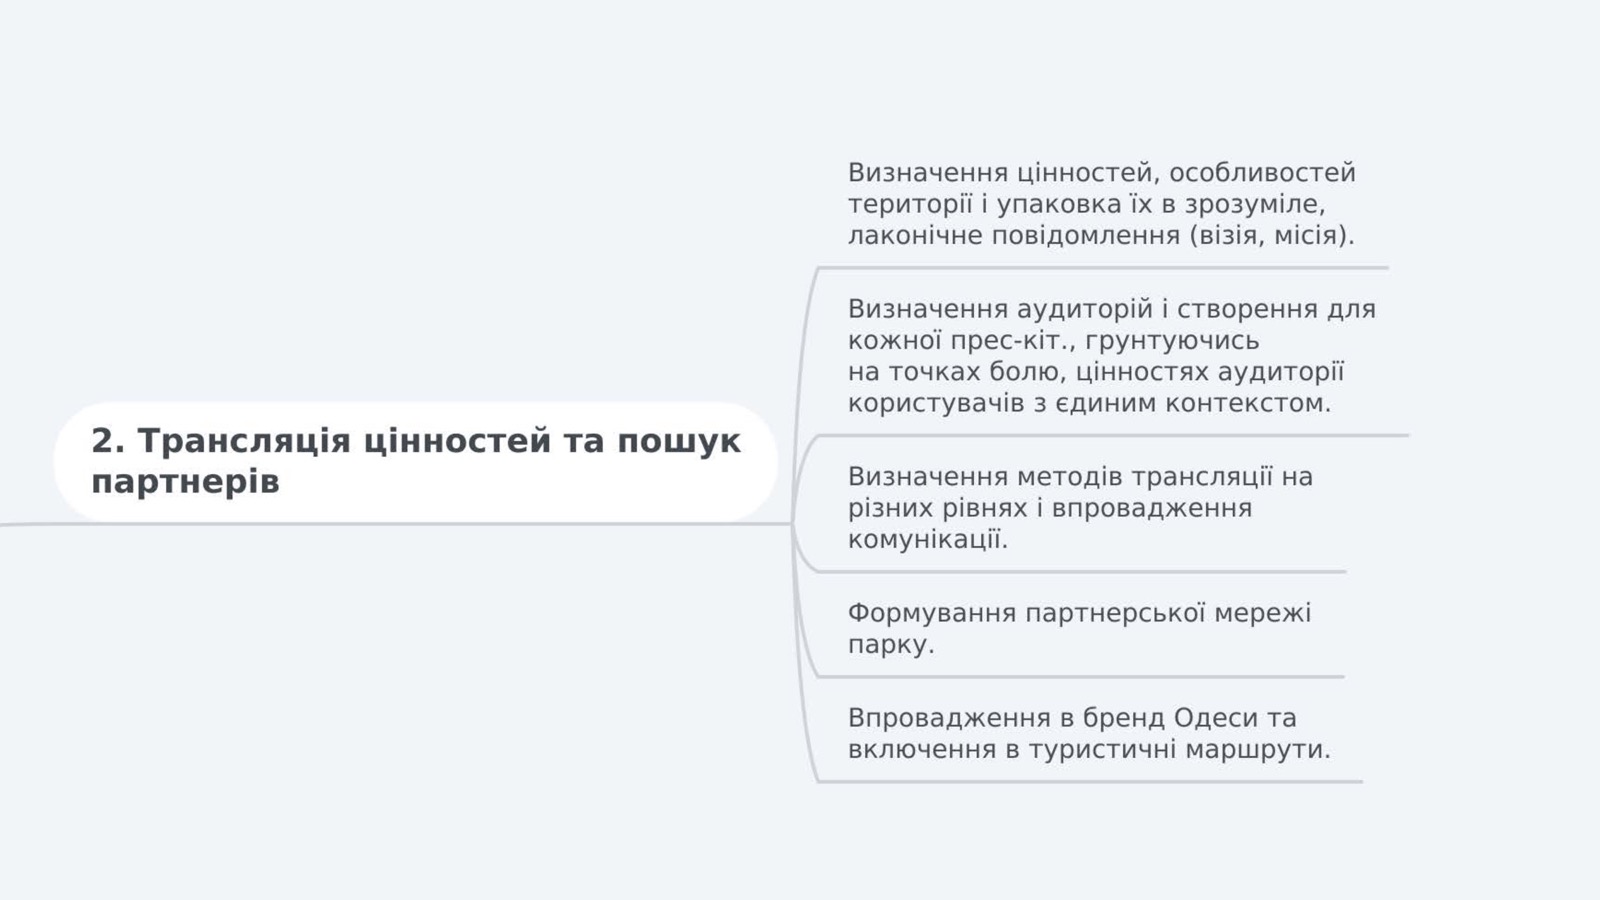 2. Трансляція цінностей та пошук
партнерів
Визначення цінностей, особливостей
території і упаковка їх в зрозуміле,
лаконічне повідомлення (візія, місія).
Визначення аудиторій і створення для
кожної прес-кіт., грунтуючись
на точках болю, цінностях аудиторії
користувачів з єдиним контекстом.
Визначення методів трансляції на
різних рівнях і впровадження
комунікації.
Формування партнерської мережі
парку.
Впровадження в бренд Одеси та
включення в туристичні маршрути.